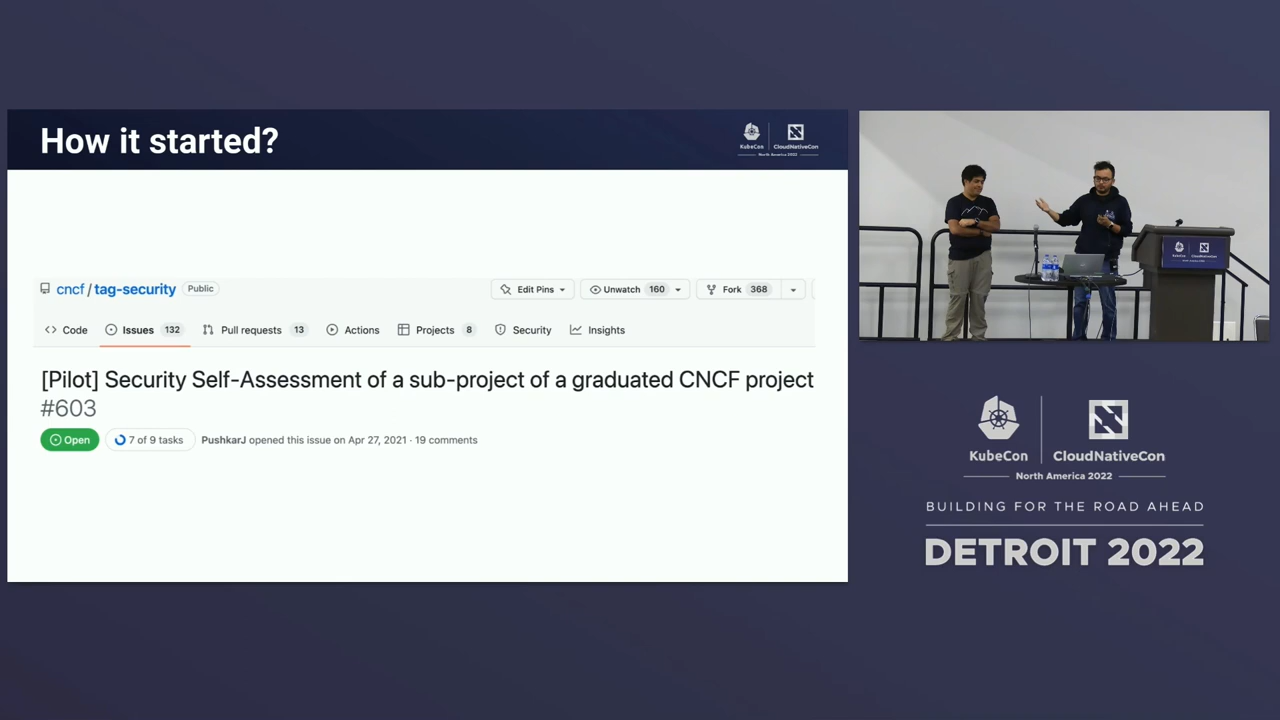 How it started?
KubeCon
CloudNativeCon
North America 2022
cncf / tag-security Public
Edit Pins
Unwatch 160
Fork 368
Code
Issues 132
Pull requests 13
Actions
Projects 8
Security
Insights
[Pilot] Security Self-Assessment of a sub-project of a graduated CNCF project
#603
Open
7 of 9 tasks
PushkarJ opened this issue on Apr 27, 2021 · 19 comments
KubeCon
CloudNativeCon
KubeCon
CloudNativeCon
North America 2022
BUILDING FOR THE ROAD AHEAD
DETROIT 2022